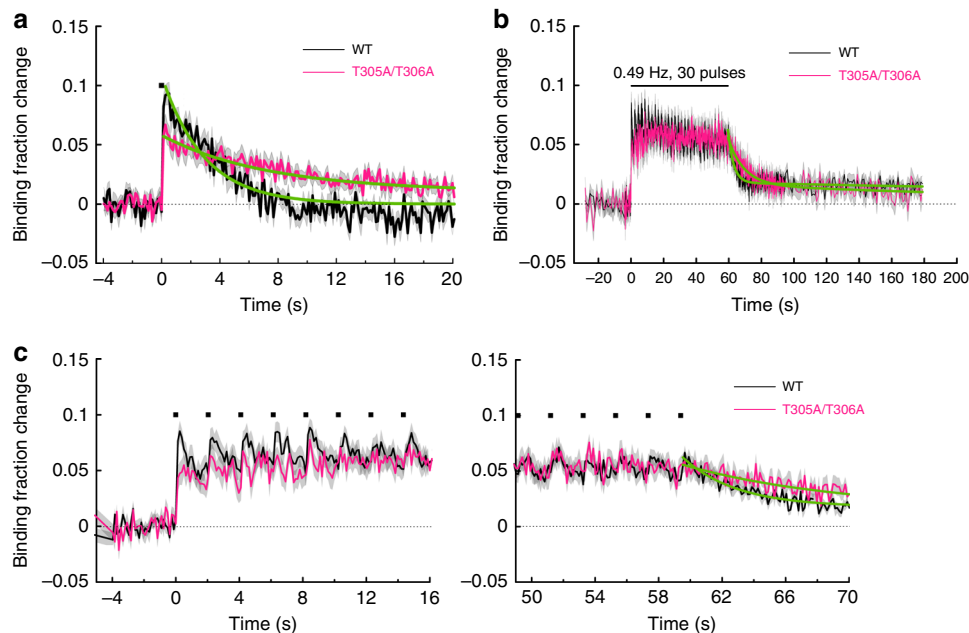 a
Binding fraction change
0.15
0.1
0.05
0
−0.05
WT
T305A/T306A
−4 0 4 8 12 16 20
Time (s)
b
Binding fraction change
0.15
0.1
0.05
0
−0.05
WT
T305A/T306A
0.49 Hz, 30 pulses
−20 0 20 40 60 80 100 120 140 160 180 200
Time (s)
c
Binding fraction change
0.15
0.1
0.05
0
−0.05
−4 0 4 8 12 16
Time (s)
0.15
0.1
0.05
0
−0.05
WT
T305A/T306A
50 54 58 62 66 70
Time (s)